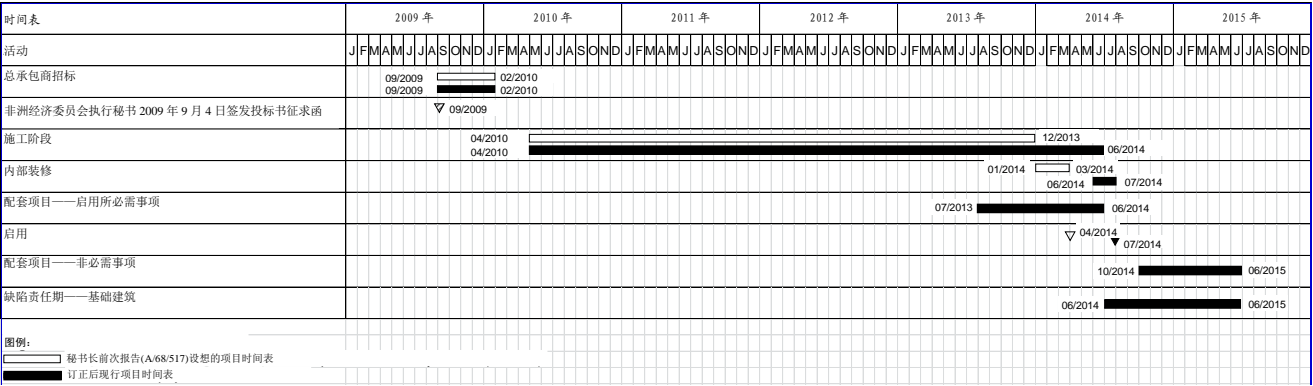 时间表 2009 年 2010 年 2011 年 2012 年 2013 年 2014 年 2015 年
活动 J F M A M J J A S O N D J F M A M J J A S O N D J F M A M J J A S O N D J F M A M J J A S O N D J F M A M J J A S O N D J F M A M J J A S O N D J F M A M J J A S O N D
总承包商招标 09/2009 02/2010
09/2009 02/2010
非洲经济委员会执行秘书 2009 年 9 月 4 日签发投标书征求函 09/2009
施工阶段 04/2010 12/2013
04/2010 06/2014
内部装修 01/2014 03/2014
06/2014 07/2014
配套项目——启用所必需事项 07/2013 06/2014
启用 04/2014
07/2014
配套项目——非必需事项 10/2014 06/2015
缺陷责任期——基础建筑 06/2014 06/2015
图例:
秘书长前次报告(A/68/517)设想的项目时间表
订正后现行项目时间表